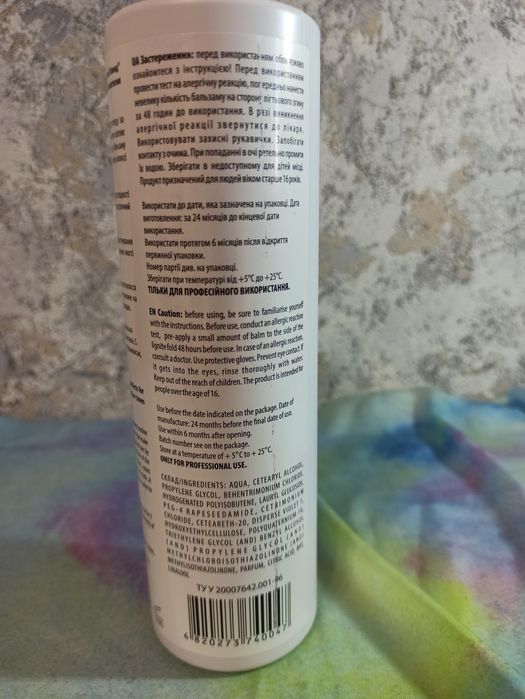 UA Застереження: перед використанням обов'язково
ознайомтеся з інструкцією! Перед використанням
провести тест на алергічну реакцію, попередньо нанести
невелику кількість бальзаму на сторону ліктьового згину
за 48 годин до використання. В разі виникнення
алергічної реакції звернутися до лікаря.
Використовувати захисні рукавички. Запобігати
контакту з очима. При попаданні в очі ретельно промити
їх водою. Зберігати в недоступному для дітей місці.
Продукт призначений для людей віком старше 16 років.
Використати до дати, яка зазначена на упаковці. Дата
виготовлення: за 24 місяців до кінцевої дати
використання.
Використати протягом 6 місяців після відкриття
первинної упаковки.
Номер партії див. на упаковці.
Зберігати при температурі від +5°C до +25°C.
ТІЛЬКИ ДЛЯ ПРОФЕСІЙНОГО ВИКОРИСТАННЯ.
EN Caution: before using, be sure to familiarise yourself
with the instructions. Before use, conduct an allergic reaction
test, pre-apply a small amount of balm to the side of the
lignite fold 48 hours before use. In case of an allergic reaction,
consult a doctor. Use protective gloves. Prevent eye contact. If
it gets into the eyes, rinse thoroughly with water.
Keep out of the reach of children. The product is intended for
people over the age of 16.
Use before the date indicated on the package. Date of
manufacture: 24 months before the final date of use.
Use within 6 months after opening.
Batch number see on the package.
Store at a temperature of + 5°C to + 25°C.
ONLY FOR PROFESSIONAL USE.
СКЛАД/INGREDIENTS: AQUA, CETEARYL ALCOHOL,
PROPYLENE GLYCOL, BEHENTRIMONIUM CHLORIDE,
HYDROGENATED POLYISOBUTENE, LAURYL GLUCOSIDE,
PEG-4 RAPESEEDAMIDE, CETRIMONIUM
CHLORIDE, CETEARETH-20, DISPERSE VIOLET 1,
HYDROXYETHYLCELLULOSE, POLYQUATERNIUM-10,
TRIETHYLENE GLYCOL (AND) BENZYL ALCOHOL
(AND) PROPYLENE GLYCOL (AND)
METHYLCHLOROISOTHIAZOLINONE (AND)
METHYLISOTHIAZOLINONE, PARFUM, CITRIC ACID,
LINALOOL
ТУ У 20007642.001-96
4 820273 740047